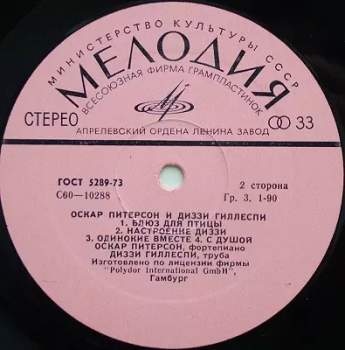 МИНИСТЕРСТВО КУЛЬТУРЫ СССР
МЕЛОДИЯ
ВСЕСОЮЗНАЯ ФИРМА ГРАМПЛАСТИНОК
СТЕРЕО
33
АПРЕЛЕВСКИЙ ОРДЕНА ЛЕНИНА ЗАВОД
ГОСТ 5289-73
2 сторона
С60—10288
Гр. 3. 1-90
ОСКАР ПИТЕРСОН И ДИЗЗИ ГИЛЛЕСПИ
1. БЛЮЗ ДЛЯ ПТИЦЫ
2. НАСТРОЕНИЕ ДИЗЗИ
3. ОДИНОКИЕ ВМЕСТЕ 4. С ДУШОЙ
ОСКАР ПИТЕРСОН, фортепиано
ДИЗЗИ ГИЛЛЕСПИ, труба
Изготовлено по лицензии фирмы
"Polydor International GmbH",
Гамбург